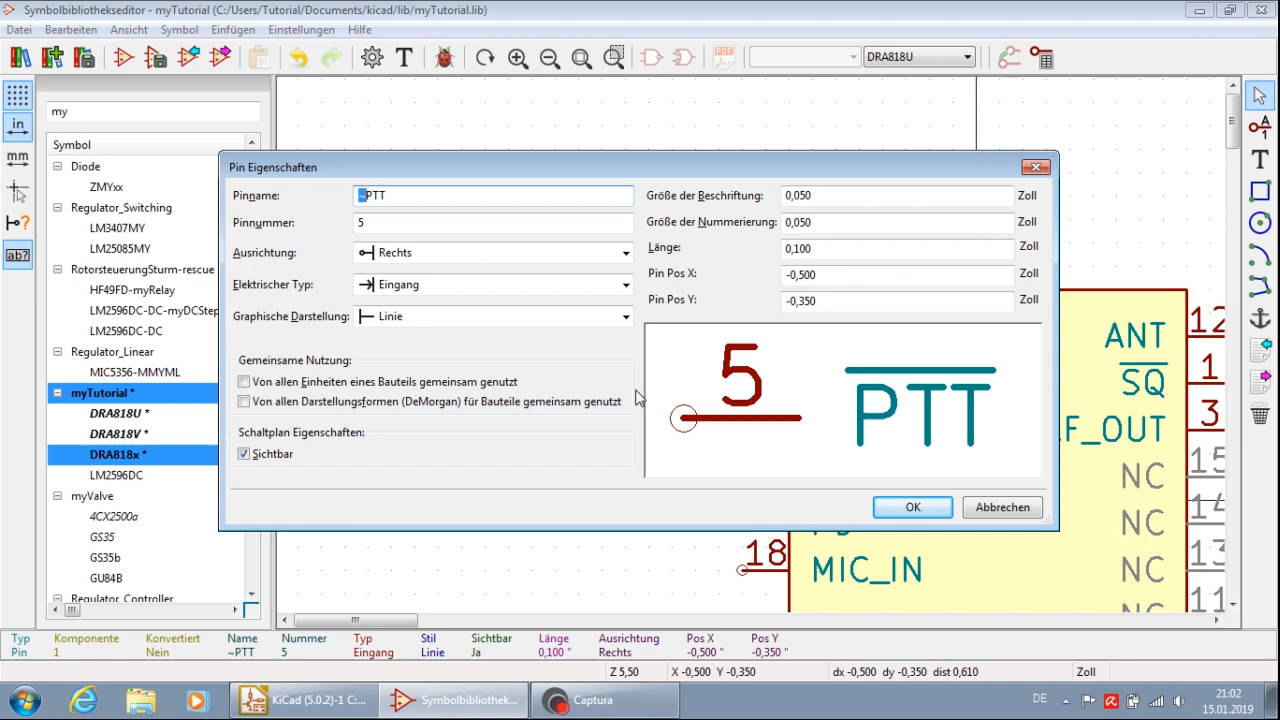 Symbolbibliothekseditor - myTutorial (C:/Users/Tutorial/Documents/kicad/lib/myTutorial.lib)
Datei Bearbeiten Ansicht Symbol Einfügen Einstellungen Hilfe
DRA818U
my
Symbol
Diode
ZMYxx
Regulator_Switching
LM3407MY
LM25085MY
RotorsteuerungSturm-rescue
HF49FD-myRelay
LM2596DC-DC-myDCStep
LM2596DC-DC
Regulator_Linear
MIC5356-MMYML
myTutorial *
DRA818U *
DRA818V *
DRA818x *
LM2596DC
myValve
4CX2500a
GS35
GS35b
GU84B
Regulator_Controller
in
mm
ab?
Pin Eigenschaften
Pinname: ~PTT
Pinnummer: 5
Ausrichtung: Rechts
Elektrischer Typ: Eingang
Graphische Darstellung: Linie
Gemeinsame Nutzung:
Von allen Einheiten eines Bauteils gemeinsam genutzt
Von allen Darstellungsformen (DeMorgan) für Bauteile gemeinsam genutzt
Schaltplan Eigenschaften:
Sichtbar
Größe der Beschriftung: 0,050 Zoll
Größe der Nummerierung: 0,050 Zoll
Länge: 0,100 Zoll
Pin Pos X: -0,500 Zoll
Pin Pos Y: -0,350 Zoll
5 PTT
OK Abbrechen
ANT 12
SQ 1
F_OUT 3
NC 15
NC 14
NC 13
NC 11
18 MIC_IN
Typ Komponente Konvertiert Name Nummer Typ Stil Sichtbar Länge Ausrichtung Pos X Pos Y
Pin 1 Nein ~PTT 5 Eingang Linie Ja 0,100 " Rechts -0,500 " -0,350 "
Z 5,50 X -0,500 Y -0,350 dx -0,500 dy -0,350 dist 0,610 Zoll
KiCad (5.0.2)-1 C:... Symbolbibliothek... Captura
DE
21:02
15.01.2019